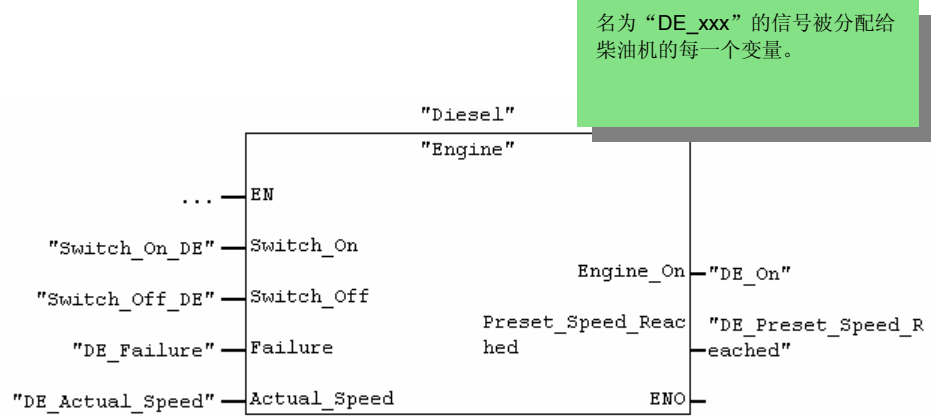 名为“DE_xxx”的信号被分配给
柴油机的每一个变量。
"Diesel"
"Engine"
... EN
"Switch_On_DE" Switch_On
Engine_On "DE_On"
"Switch_Off_DE" Switch_Off
Preset_Speed_Reac "DE_Preset_Speed_R
"DE_Failure" Failure hed eached"
"DE_Actual_Speed" Actual_Speed ENO